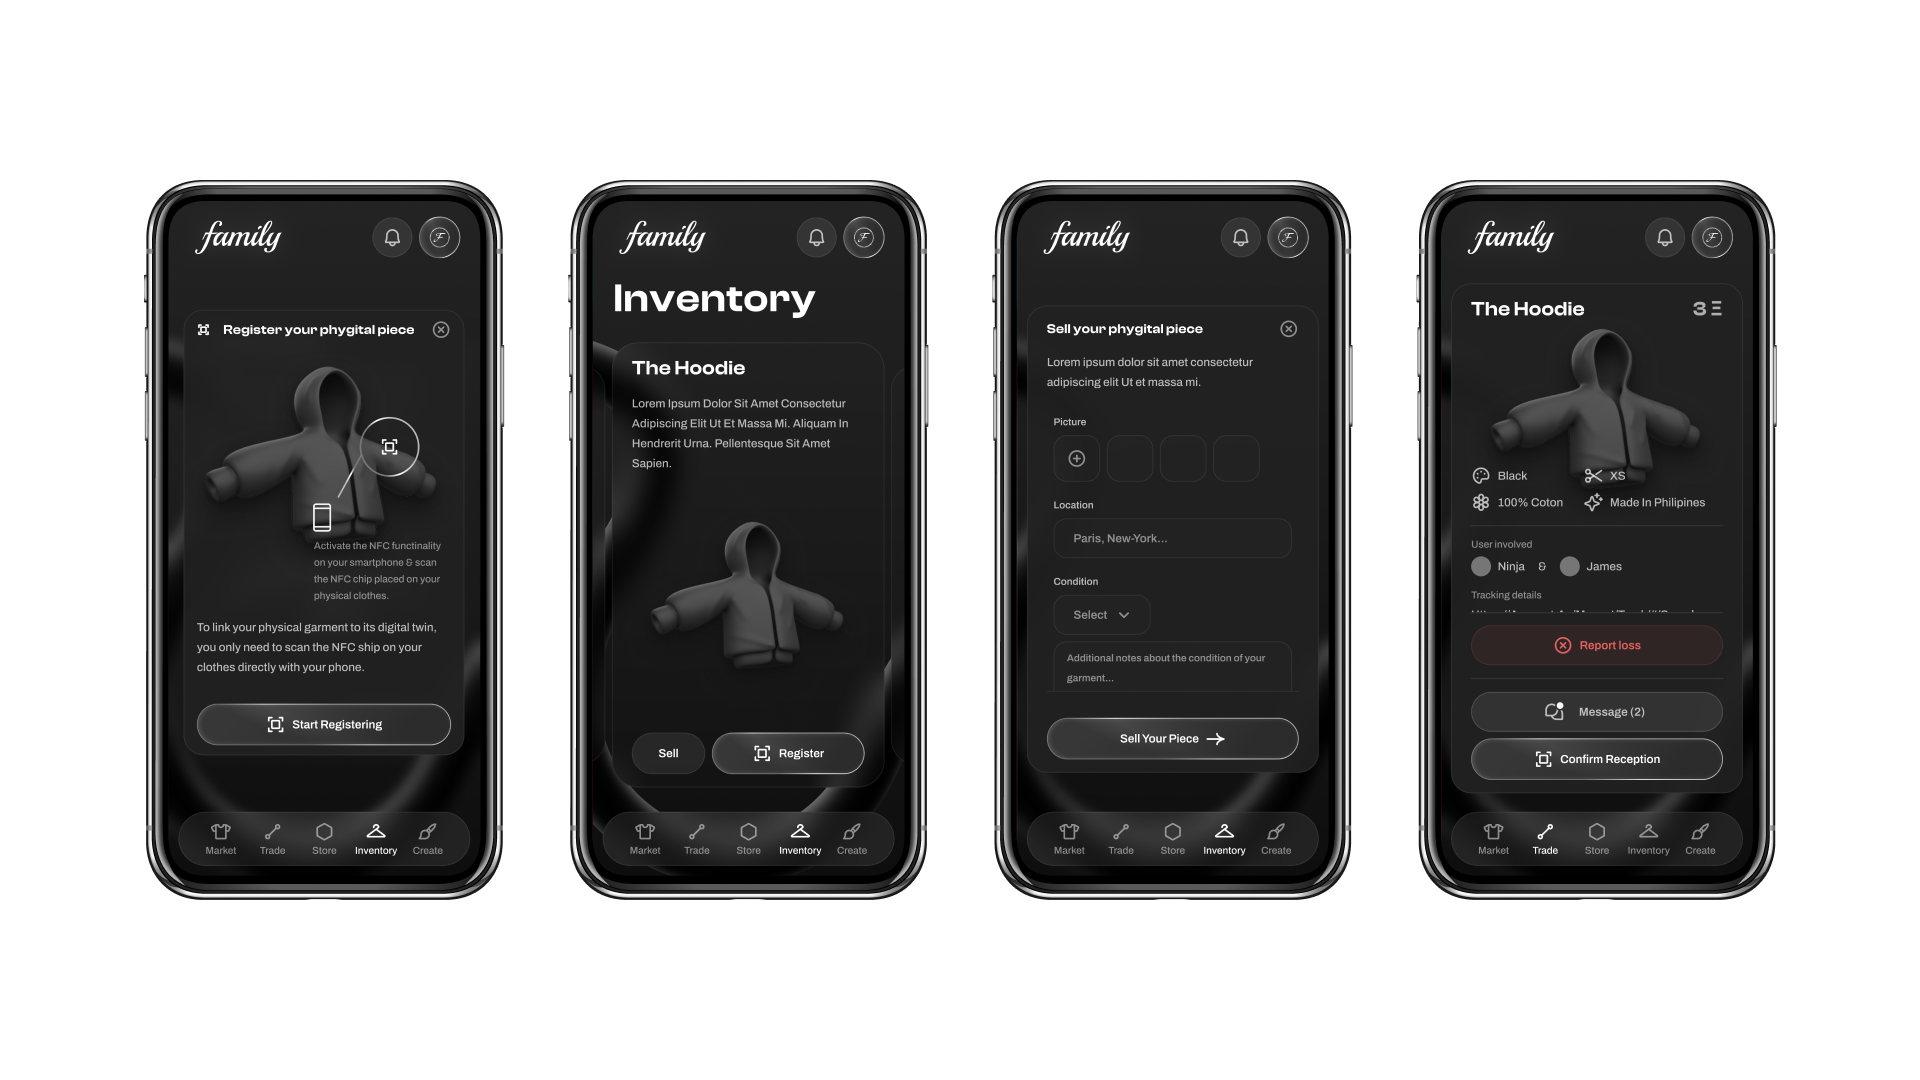 family
Register your phygital piece
Activate the NFC functinality
on your smartphone & scan
the NFC chip placed on your
physical clothes.
To link your physical garment to its digital twin,
you only need to scan the NFC ship on your
clothes directly with your phone.
Start Registering
Market Trade Store Inventory Create
family
Inventory
The Hoodie
Lorem Ipsum Dolor Sit Amet Consectetur
Adipiscing Elit Ut Et Massa Mi. Aliquam In
Hendrerit Urna. Pellentesque Sit Amet
Sapien.
Sell Register
Market Trade Store Inventory Create
family
Sell your phygital piece
Lorem ipsum dolor sit amet consectetur
adipiscing elit Ut et massa mi.
Picture
Location
Paris, New-York...
Condition
Select
Additional notes about the condition of your
garment...
Sell Your Piece
Market Trade Store Inventory Create
family
The Hoodie 3 Ξ
Black XS
100% Coton Made In Philipines
User involved
Ninja & James
Tracking details
Report loss
Message (2)
Confirm Reception
Market Trade Store Inventory Create